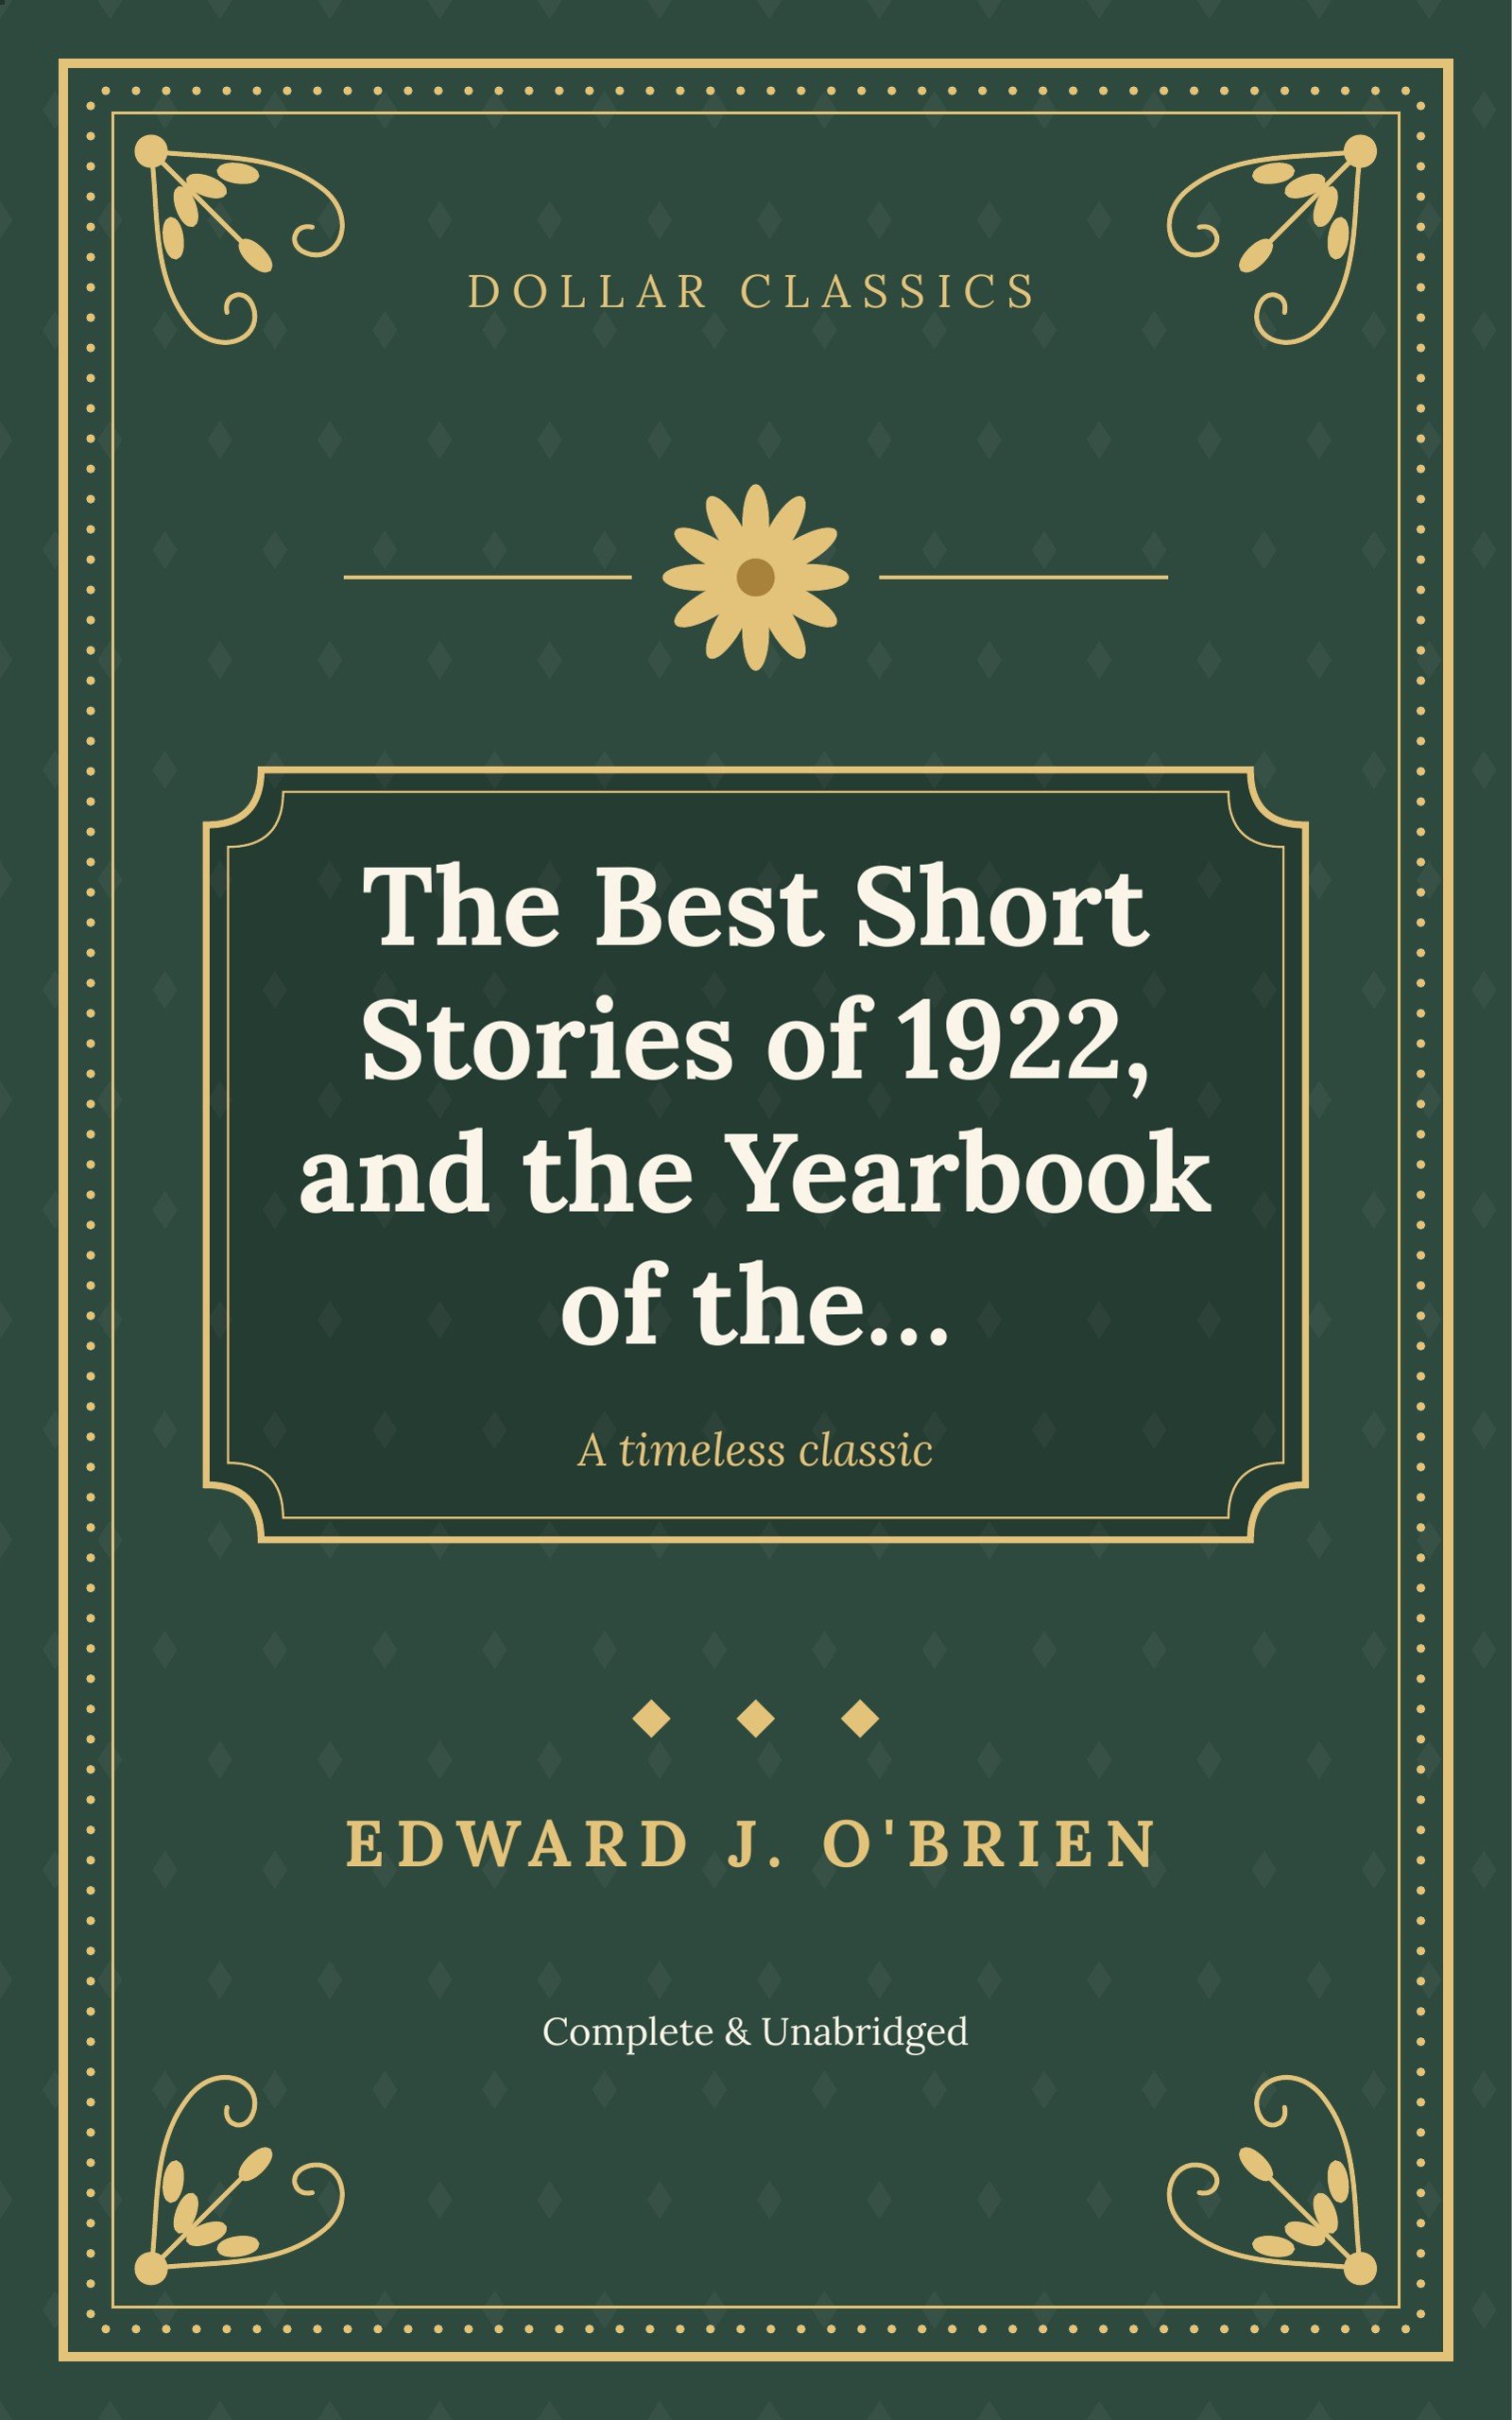 DOLLAR CLASSICS
The Best Short
Stories of 1922,
and the Yearbook
of the...
A timeless classic
EDWARD J. O'BRIEN
Complete & Unabridged